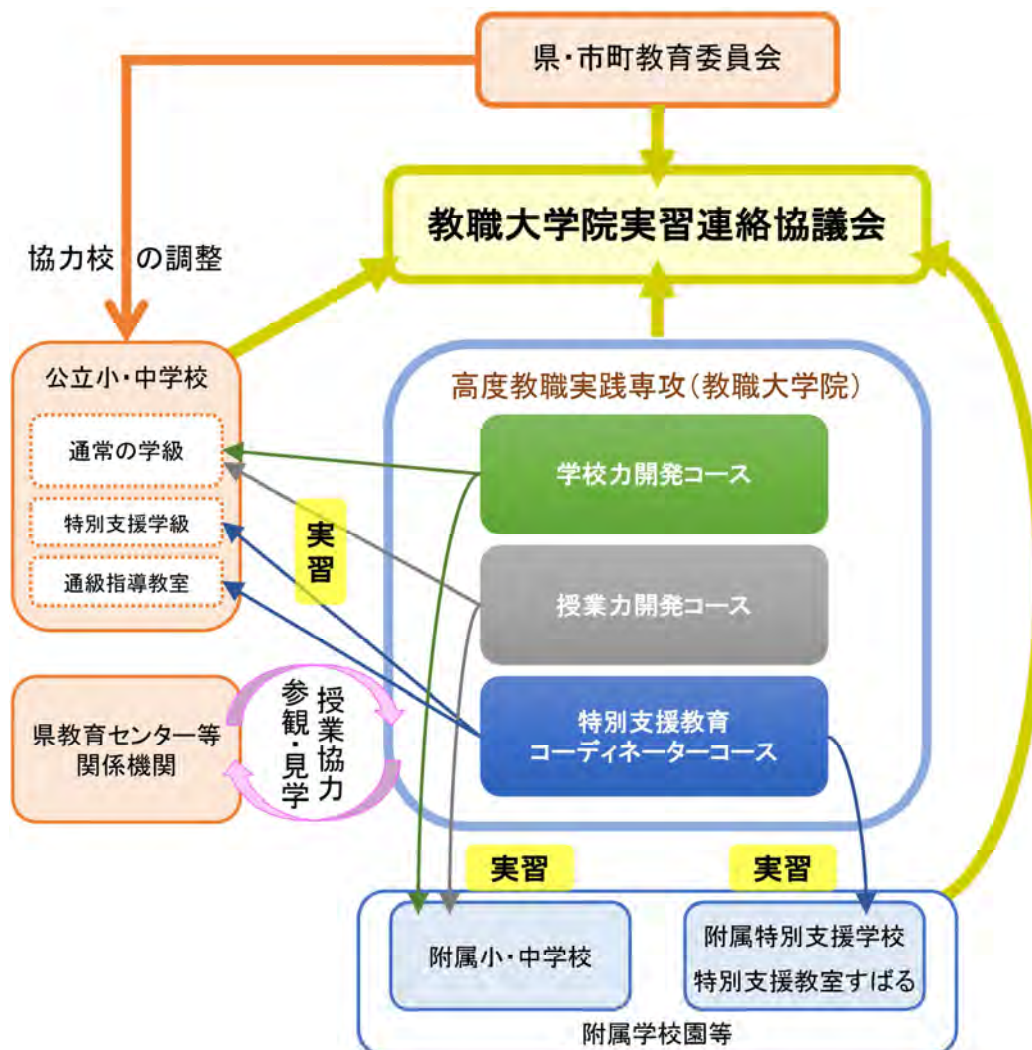 県・市町教育委員会
教職大学院実習連絡協議会
協力校の調整
公立小・中学校
通常の学級
特別支援学級
通級指導教室
実習
高度教職実践専攻(教職大学院)
学校力開発コース
授業力開発コース
特別支援教育
コーディネーターコース
県教育センター等
関係機関
授業協力
参観・見学
実習
実習
附属小・中学校
附属特別支援学校
特別支援教室すばる
附属学校園等